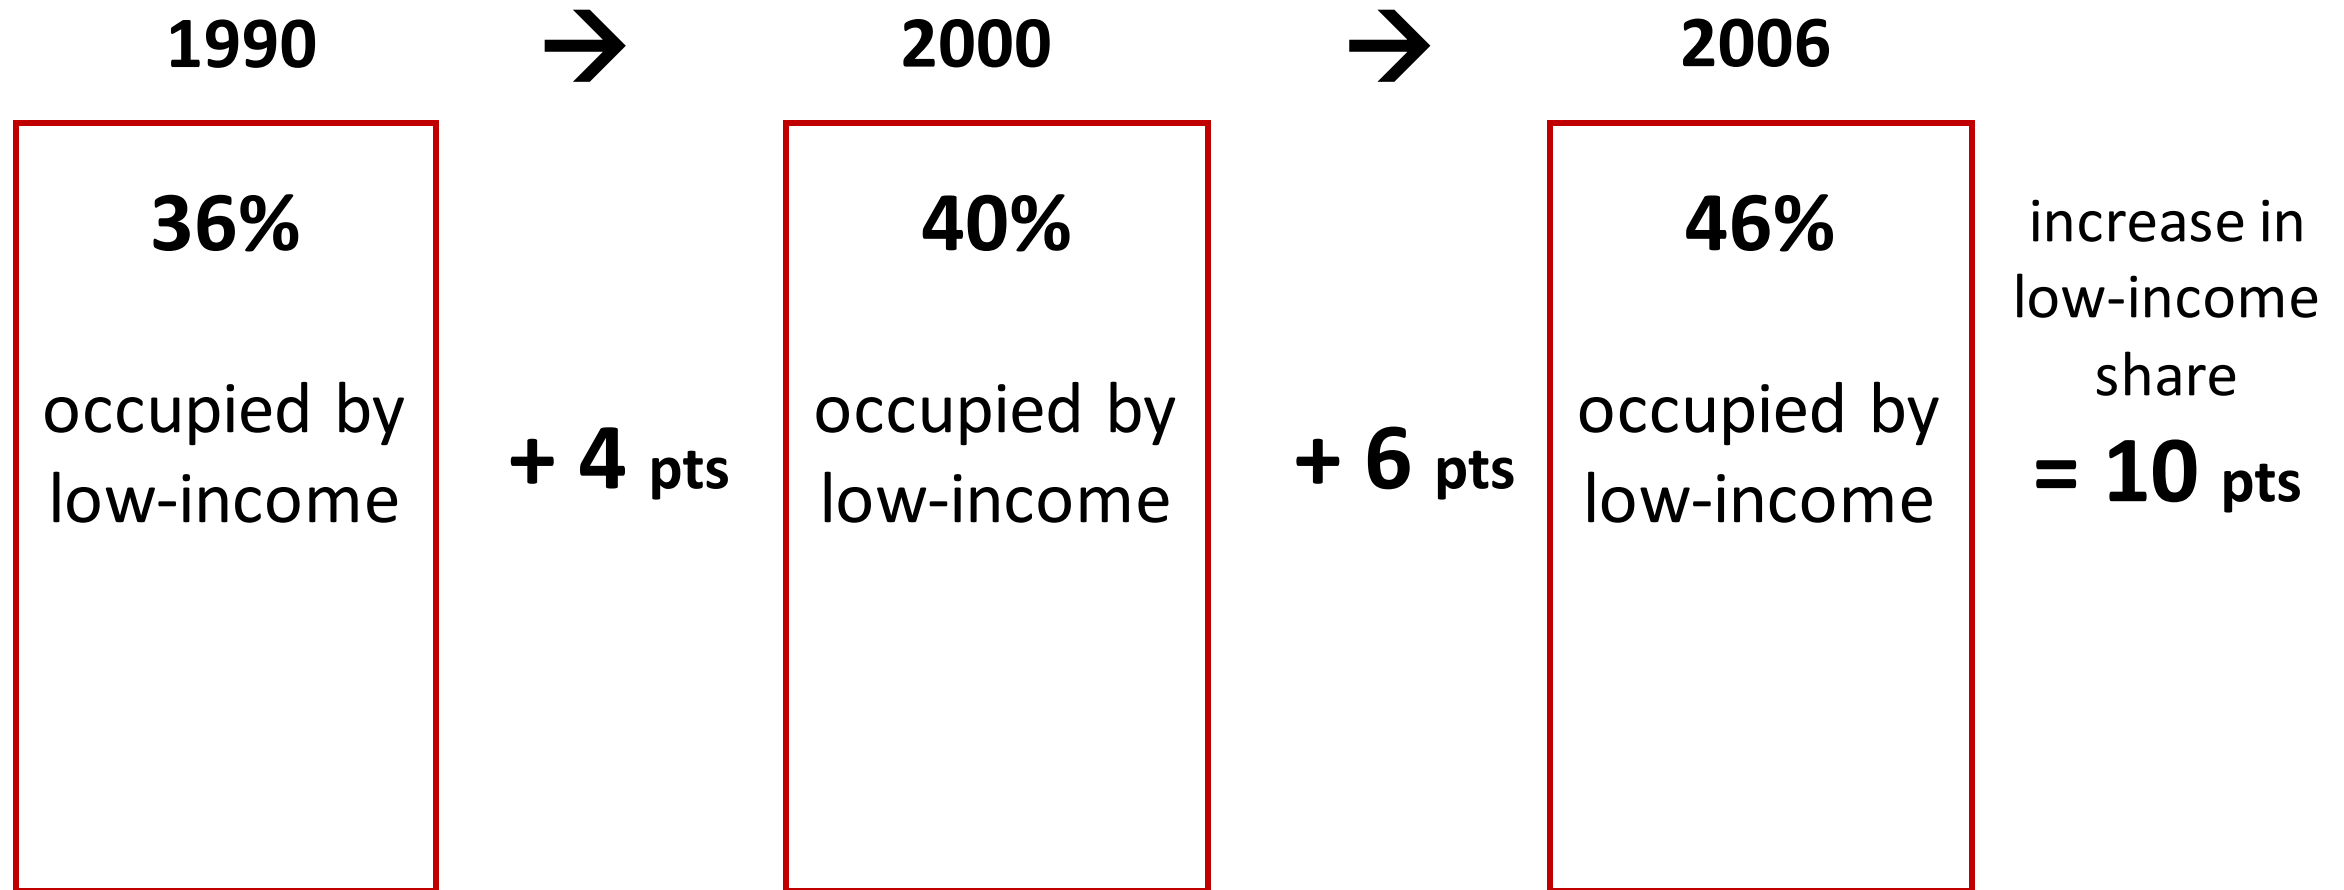 1990 → 2000 → 2006
36%
occupied by
low-income
+ 4 pts
40%
occupied by
low-income
+ 6 pts
46%
occupied by
low-income
increase in
low-income
share
= 10 pts